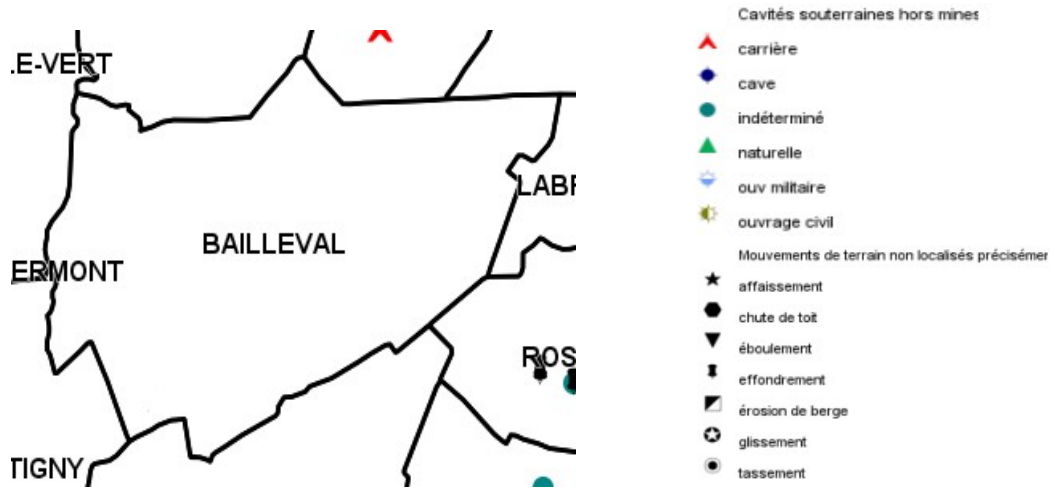 .E-VERT
LABF
BAILLEVAL
ERMONT
ROS
TIGNY
Cavités souterraines hors mines
carrière
cave
indéterminé
naturelle
ouv militaire
ouvrage civil
Mouvements de terrain non localisés précisémer
affaissement
chute de toit
éboulement
effondrement
érosion de berge
glissement
tassement